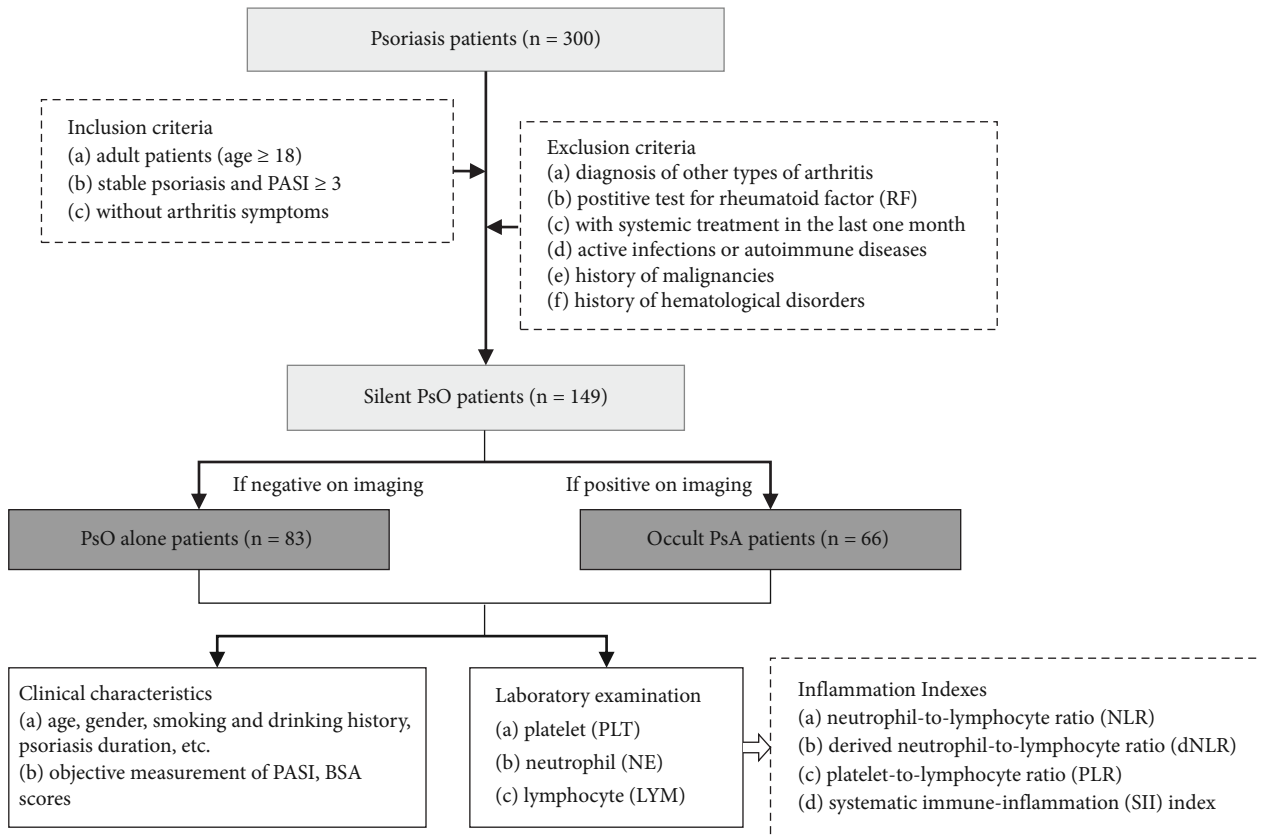 Psoriasis patients (n = 300)
Inclusion criteria
(a) adult patients (age ≥ 18)
(b) stable psoriasis and PASI ≥ 3
(c) without arthritis symptoms
Exclusion criteria
(a) diagnosis of other types of arthritis
(b) postitive test for rheumatoid factor (RF)
(c) with systemic treatment in the last one month
(d) active infections or autoimmune diseases
(e) history of malignancies
(f) history of hematological disorders
Silent PsO patients (n = 149)
If negative on imaging
If positive on imaging
PsO alone patients (n = 83)
Occult PsA patients (n = 66)
Clinical characteristics
(a) age, gender, smoking and drinking history,
psoriasis duration, etc.
(b) objective measurement of PASI, BSA
scores
Laboratory examination
(a) platelet (PLT)
(b) neutrophil (NE)
(c) lymphocyte (LYM)
Inflammation Indexes
(a) neutrophil-to-lymphocyte ratio (NLR)
(b) derived neutrophil-to-lymphocyte ratio (dNLR)
(c) platelet-to-lymphocyte ratio (PLR)
(d) systematic immune-inflammation (SII) index